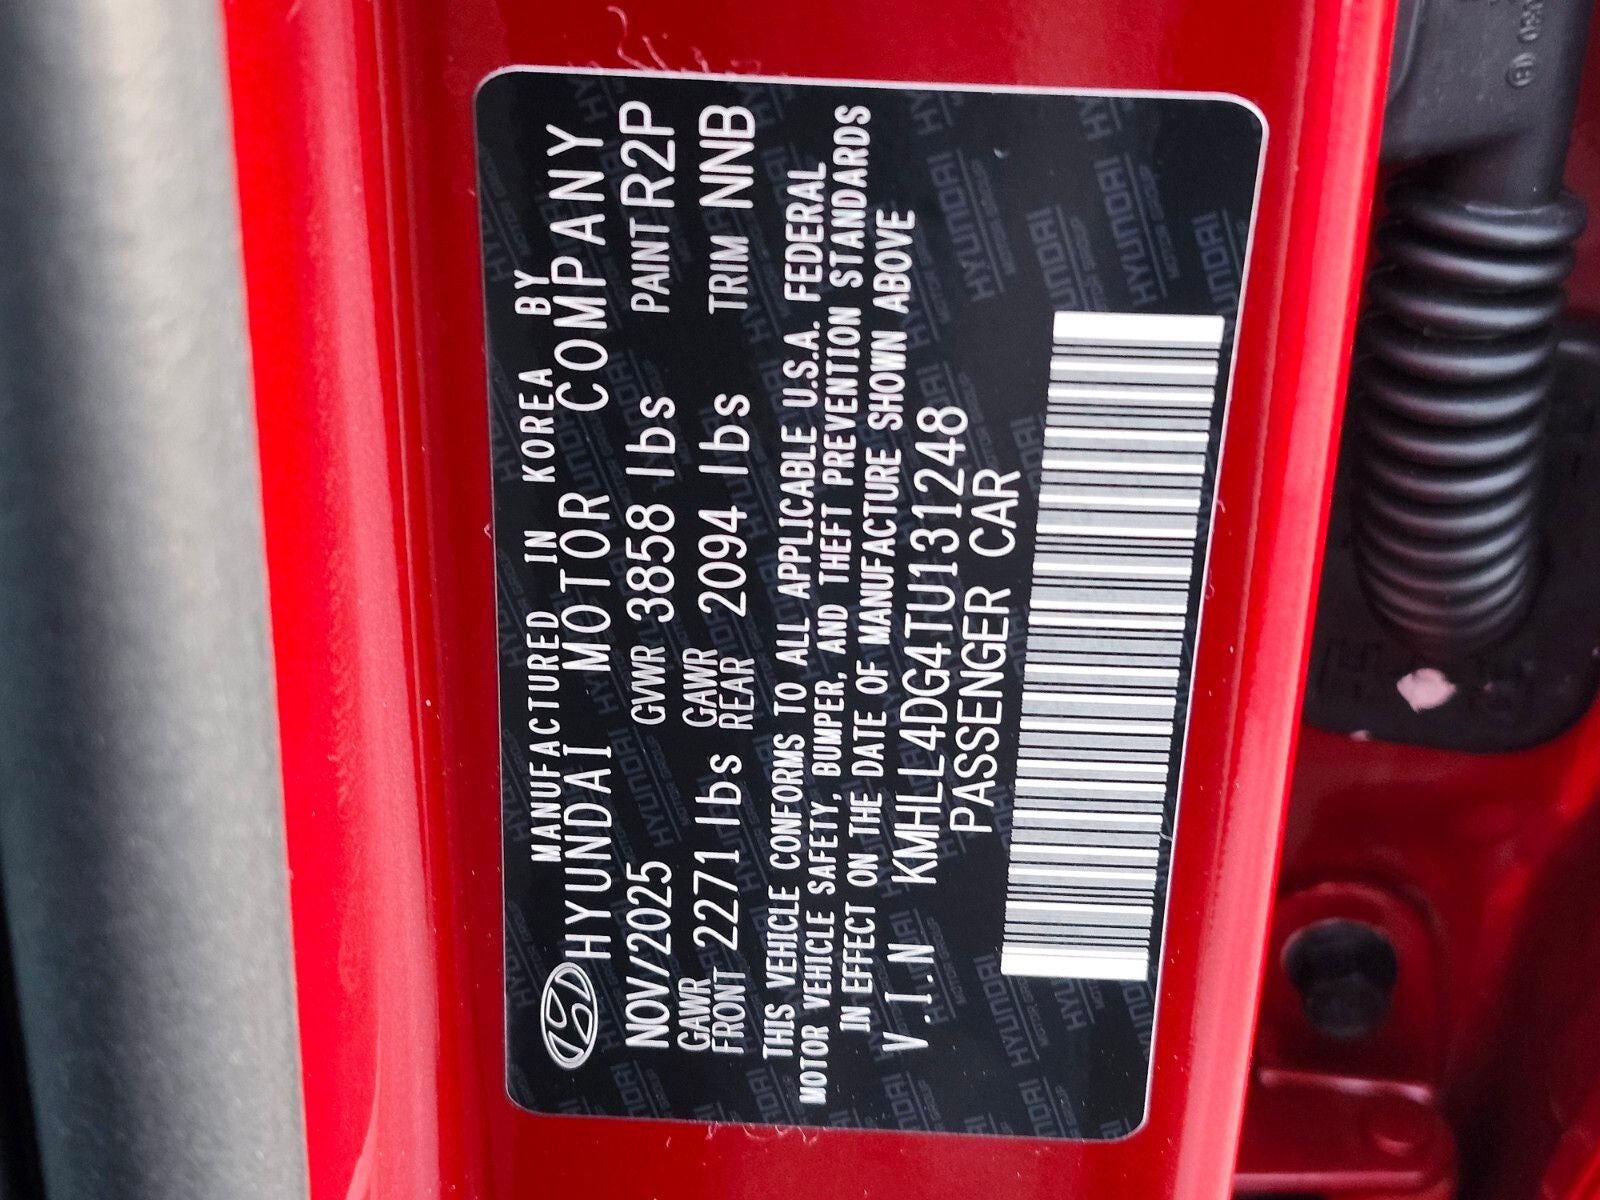 MANUFACTURED IN KOREA BY
HYUNDAI MOTOR COMPANY
NOV/2025 GVWR 3858 lbs PAINT R2P
GAWR FRONT 2271 lbs GAWR REAR 2094 lbs TRIM NNB
THIS VEHICLE CONFORMS TO ALL APPLICABLE U.S.A. FEDERAL
MOTOR VEHICLE SAFETY, BUMPER, AND THEFT PREVENTION STANDARDS
IN EFFECT ON THE DATE OF MANUFACTURE SHOWN ABOVE
V.I.N KMHLL4DG4TU131248
PASSENGER CAR